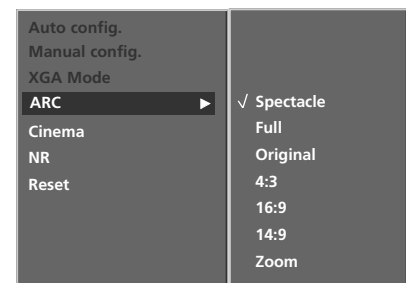 Auto config.
Manual config.
XGA Mode
ARC
Cinema
NR
Reset
√ Spectacle
Full
Original
4:3
16:9
14:9
Zoom